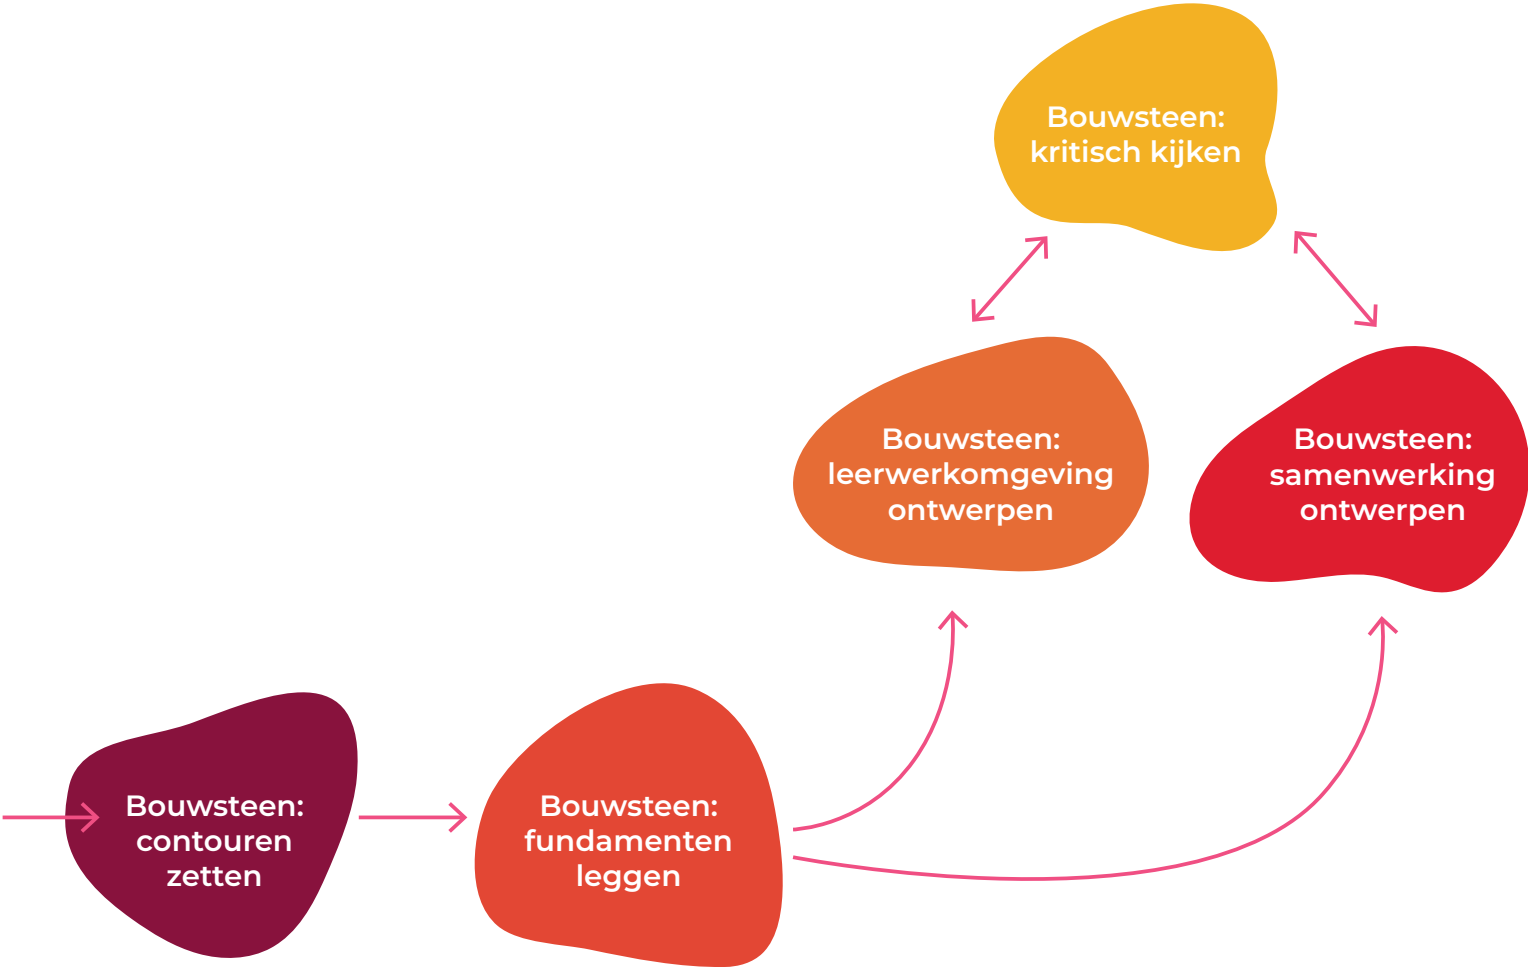 Bouwsteen:
kritisch kijken
Bouwsteen:
leerwerkomgeving
ontwerpen
Bouwsteen:
samenwerking
ontwerpen
Bouwsteen:
contouren
zetten
Bouwsteen:
fundamenten
leggen